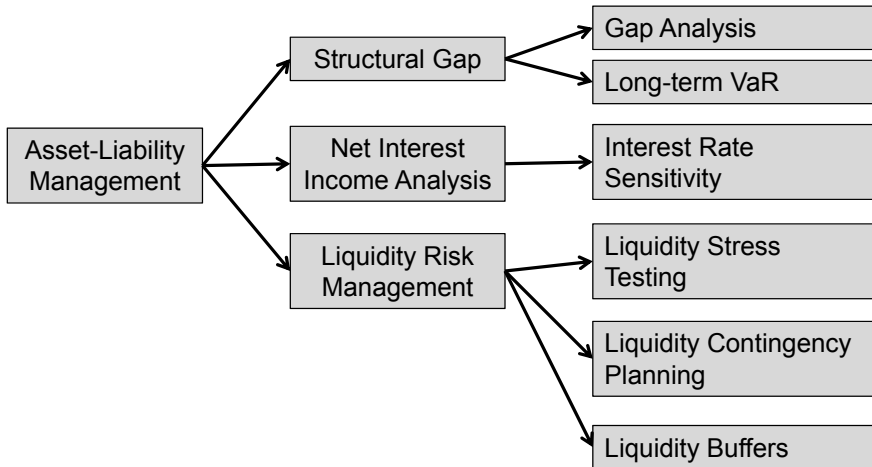 Asset-Liability
Management
Structural Gap
Gap Analysis
Long-term VaR
Net Interest
Income Analysis
Interest Rate
Sensitivity
Liquidity Risk
Management
Liquidity Stress
Testing
Liquidity Contingency
Planning
Liquidity Buffers